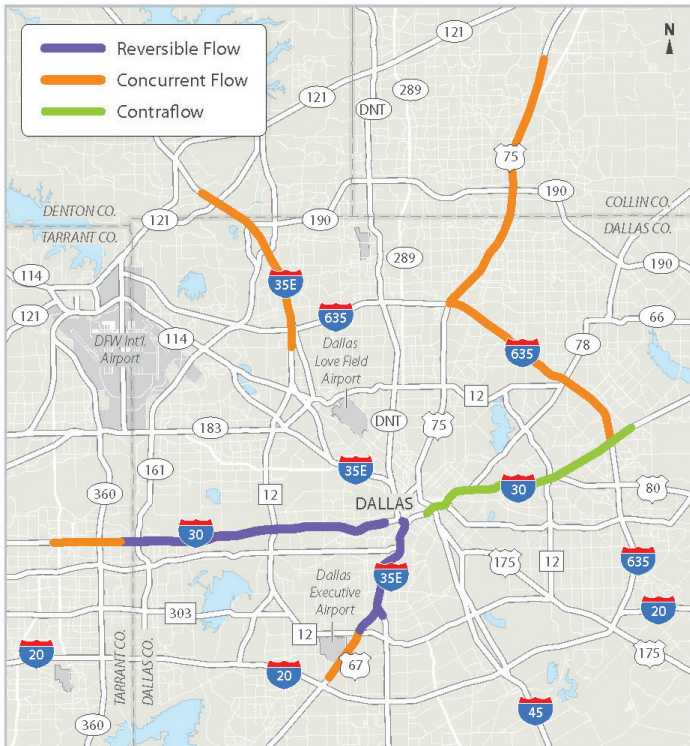 Reversible Flow
Concurrent Flow
Contraflow
N
121
121
289
DNT
75
121
190
190
DENTON CO.
TARRANT CO.
COLLIN CO.
DALLAS CO.
289
190
114
121
35E
635
66
DFW Int'l.
Airport
114
Dallas
Love Field
Airport
635
78
12
183
DNT
75
161
35E
360
12
30
80
DALLAS
30
35E
175
12
635
Dallas
Executive
Airport
303
12
20
20
67
20
175
TARRANT CO.
DALLAS CO.
45
360